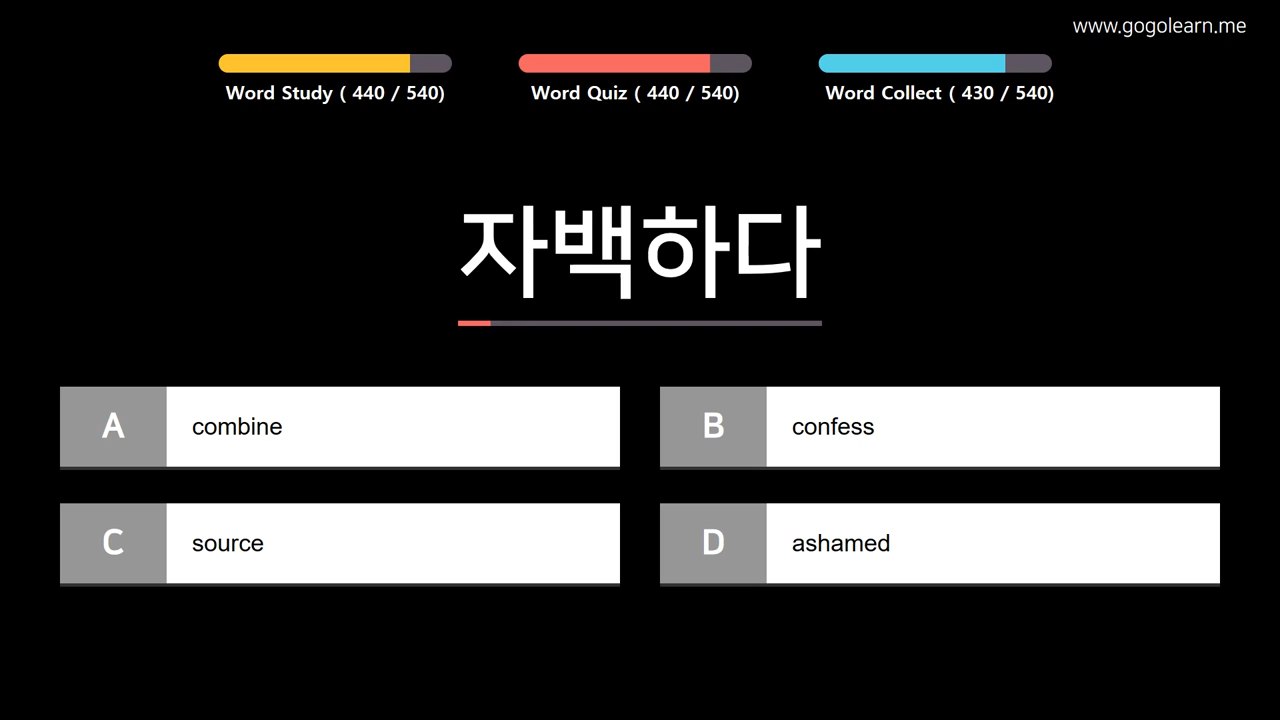 www.gogolearn.me
Word Study ( 440 / 540)
Word Quiz ( 440 / 540)
Word Collect ( 430 / 540)
자백하다
A combine
B confess
C source
D ashamed